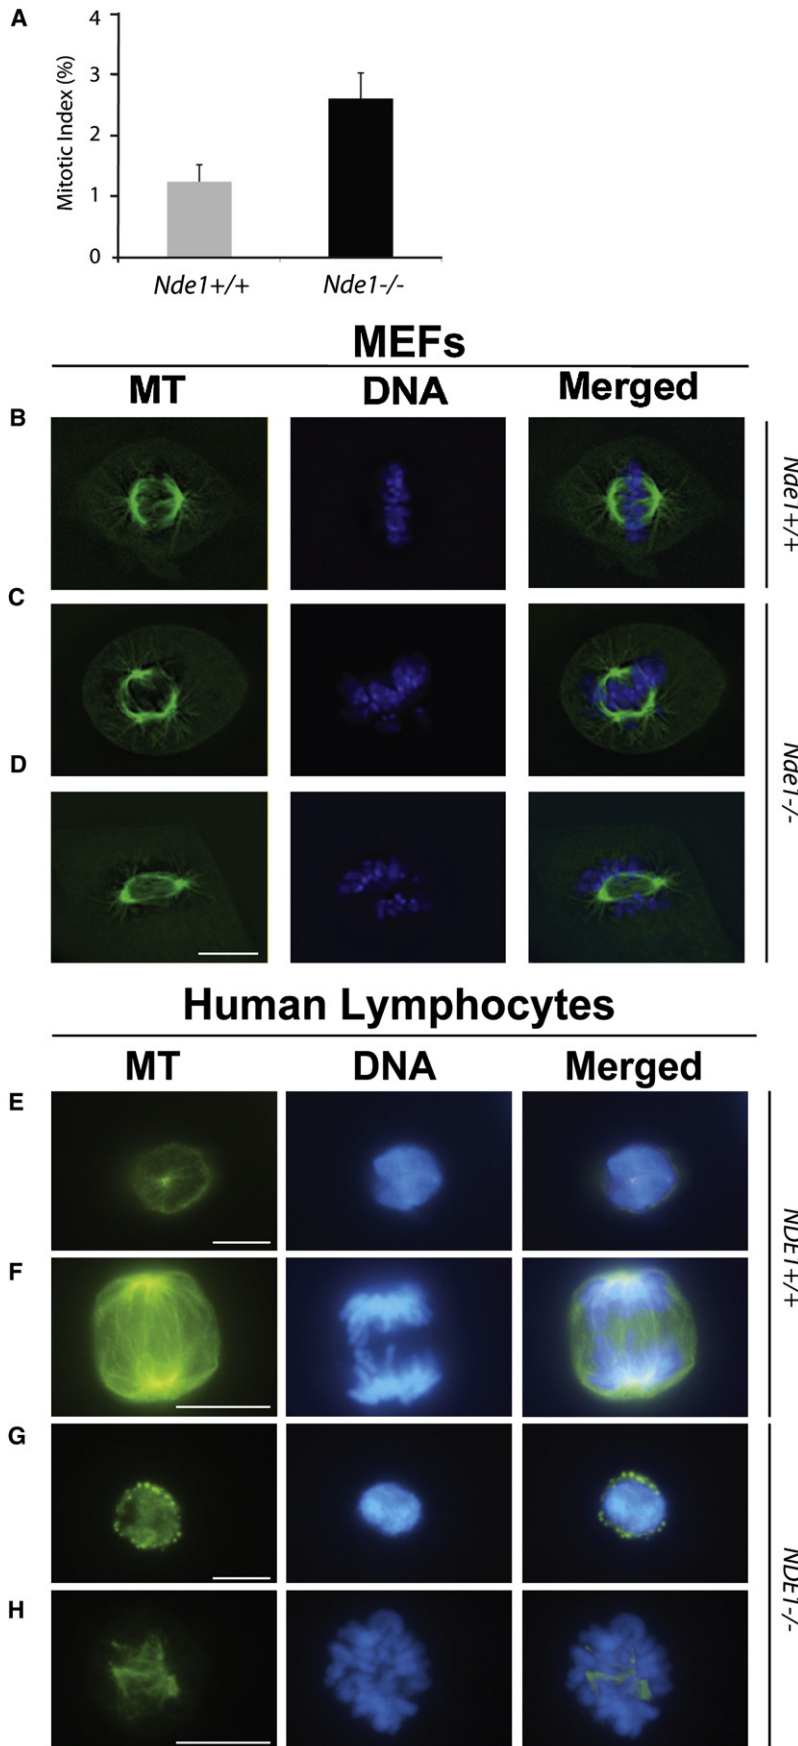 A
4
3
2
1
0
Mitotic Index (%)
Nde1+/+ Nde1-/-
MEFs
MT DNA Merged
B
Nde1+/+
C
D
Nde1-/-
Human Lymphocytes
MT DNA Merged
E
NDE1+/+
F
G
NDE1-/-
H